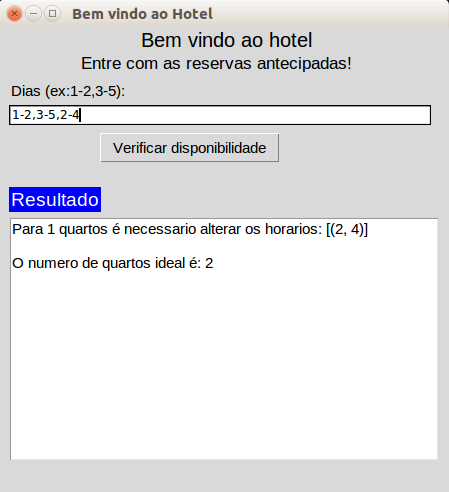 Bem vindo ao Hotel
Bem vindo ao hotel
Entre com as reservas antecipadas!
Dias (ex:1-2,3-5):
1-2,3-5,2-4
Verificar disponibilidade
Resultado
Para 1 quartos é necessario alterar os horarios: [(2, 4)]
O numero de quartos ideal é: 2